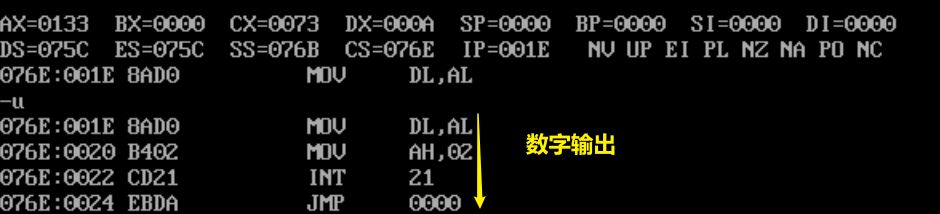 AX=0133  BX=0000  CX=0073  DX=000A  SP=0000  BP=0000  SI=0000  DI=0000
DS=075C  ES=075C  SS=076B  CS=076E  IP=001E   NV UP EI PL NZ NA PO NC
076E:001E 8AD0          MOV     DL,AL
-u
076E:001E 8AD0          MOV     DL,AL
数字输出
076E:0020 B402          MOV     AH,02
076E:0022 CD21          INT     21
076E:0024 EBDA          JMP     0000